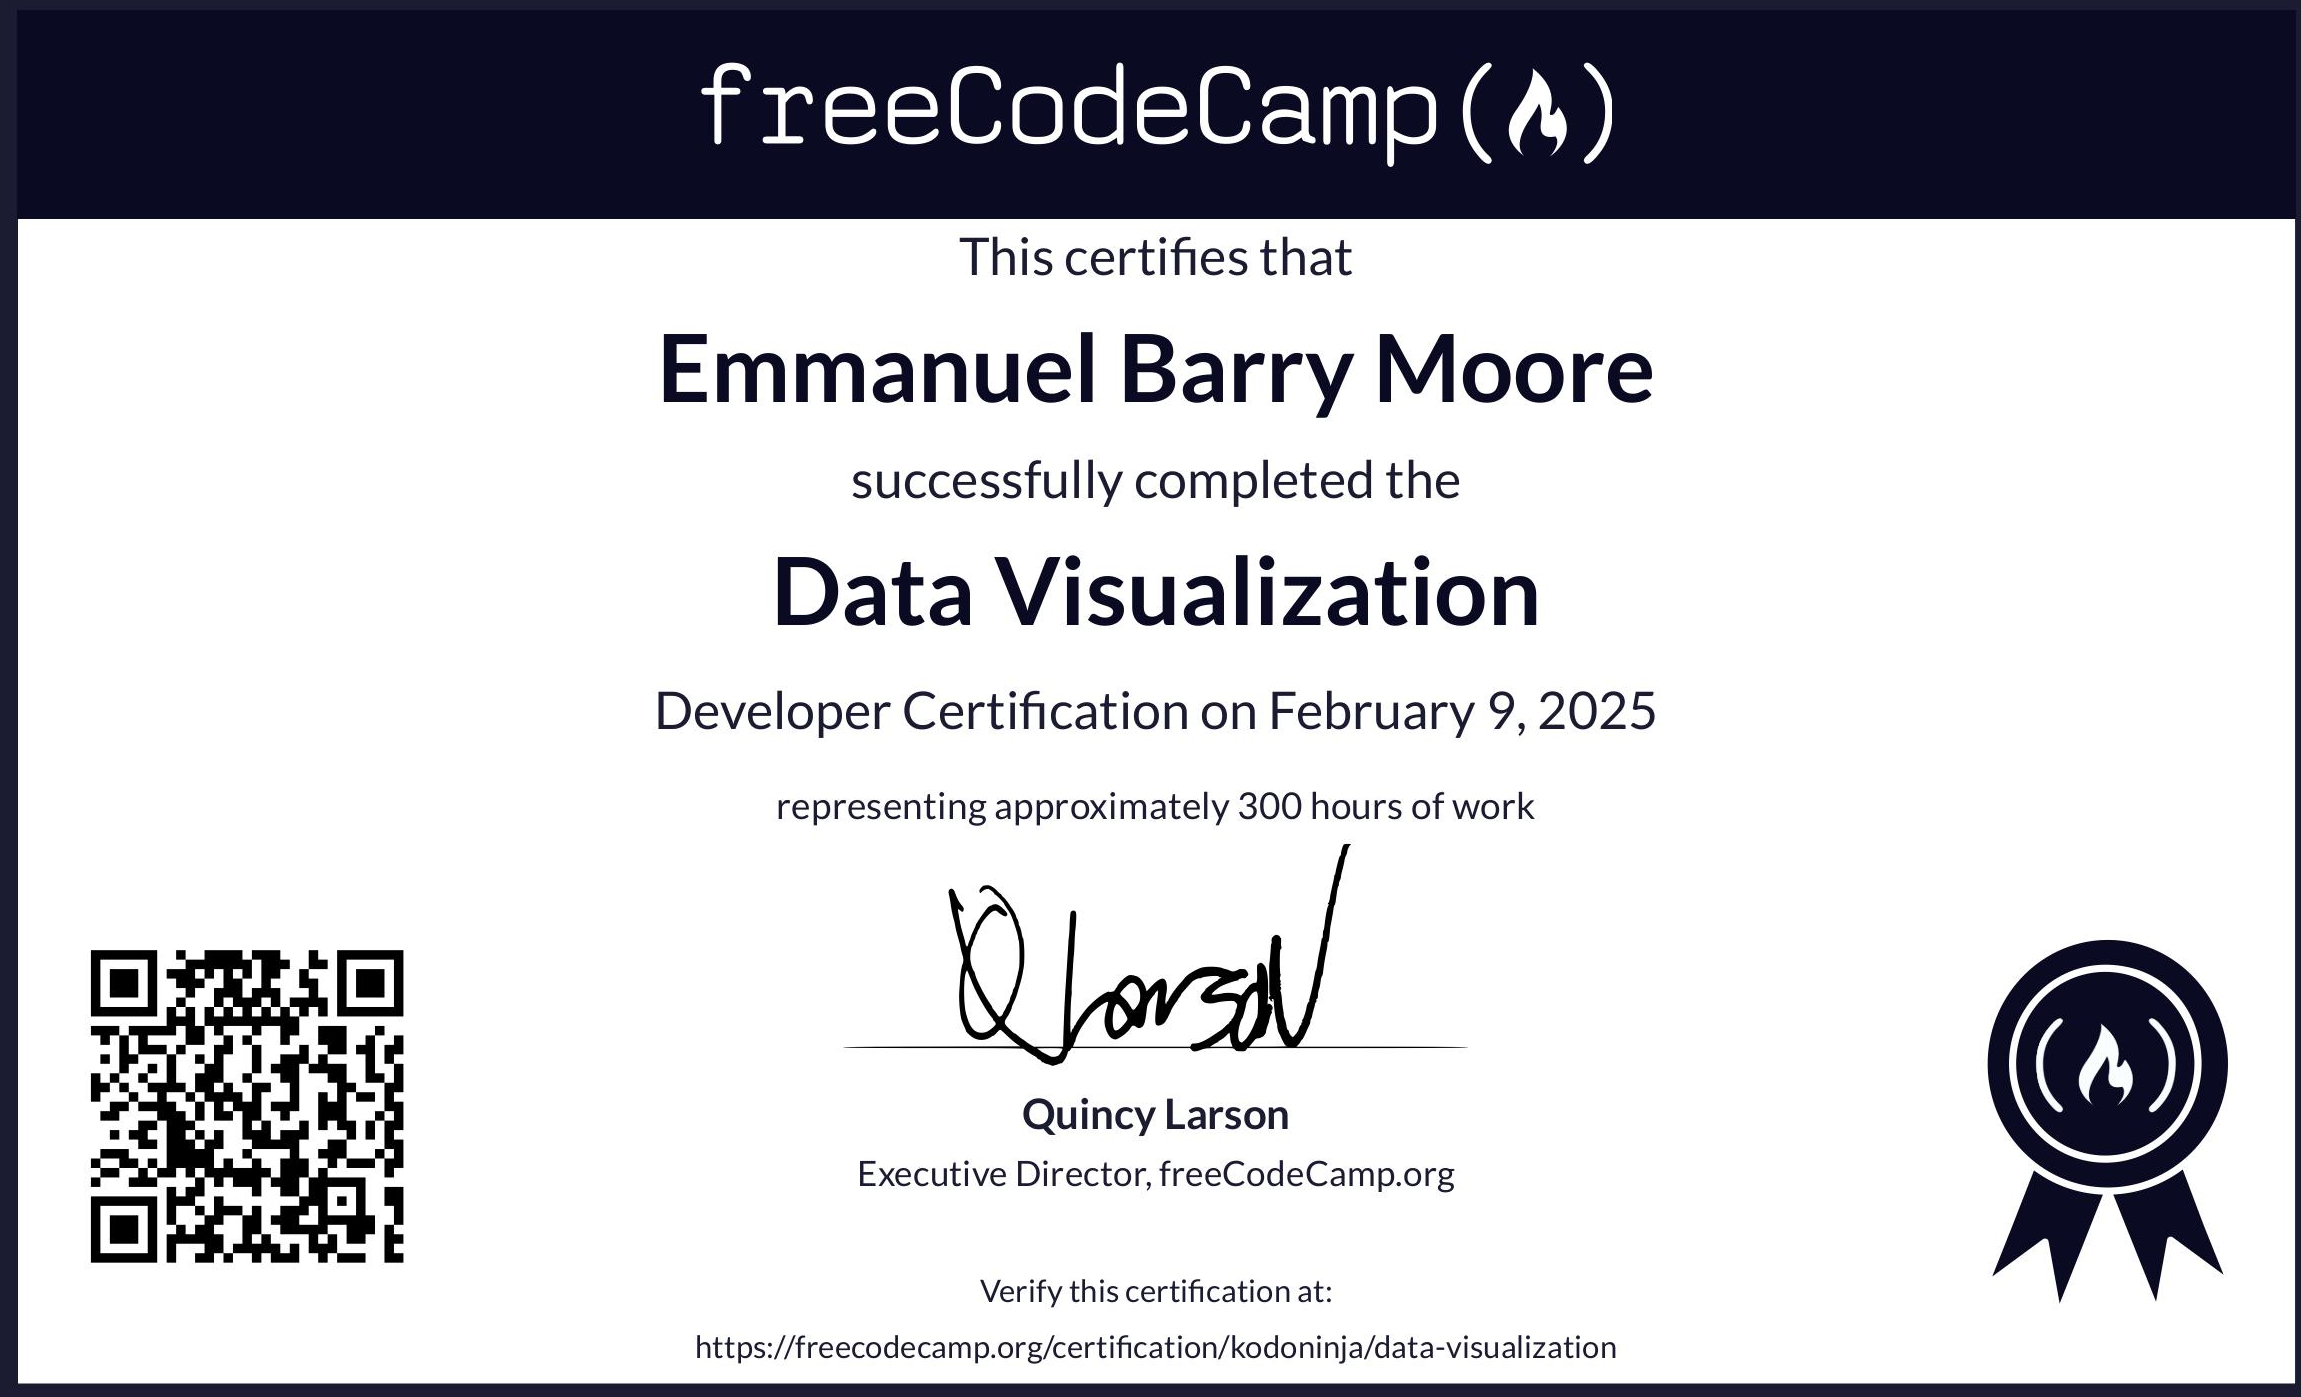 freeCodeCamp(🔥)
This certifies that
Emmanuel Barry Moore
successfully completed the
Data Visualization
Developer Certification on February 9, 2025
representing approximately 300 hours of work
Q Larson
Quincy Larson
Executive Director, freeCodeCamp.org
Verify this certification at:
https://freecodecamp.org/certification/kodoninja/data-visualization